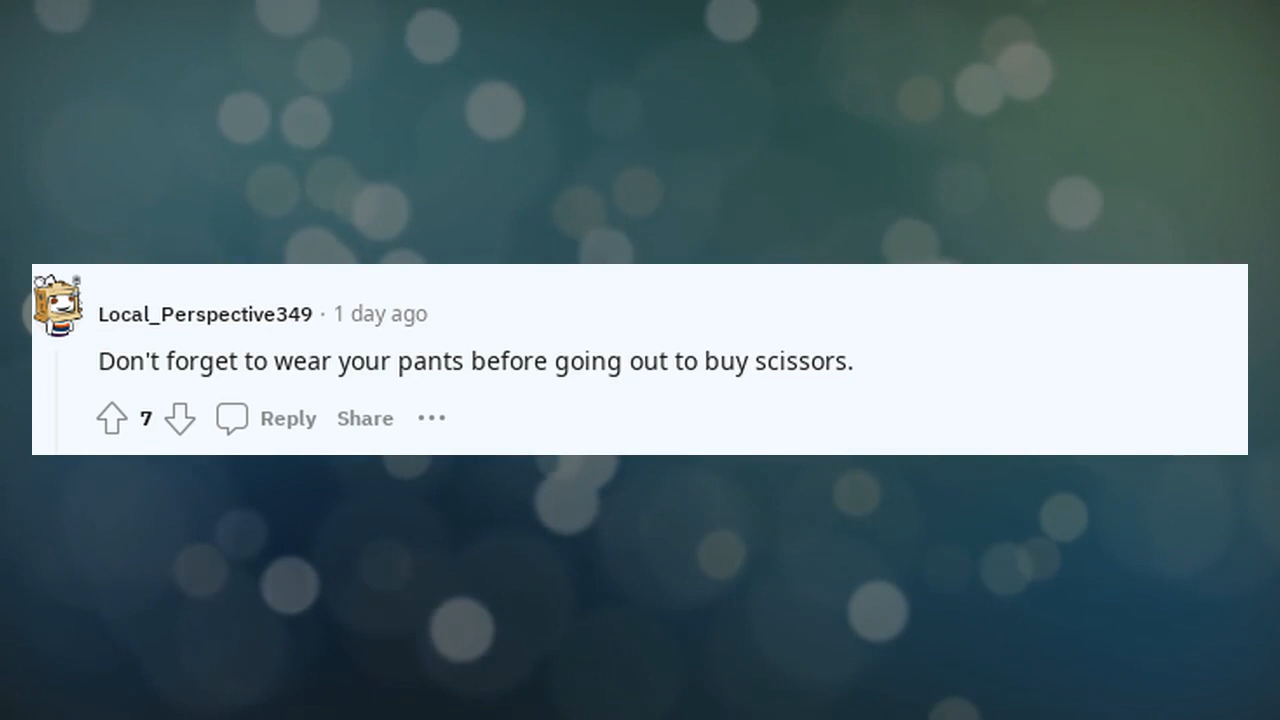 Local_Perspective349 · 1 day ago
Don't forget to wear your pants before going out to buy scissors.
7 Reply Share ···